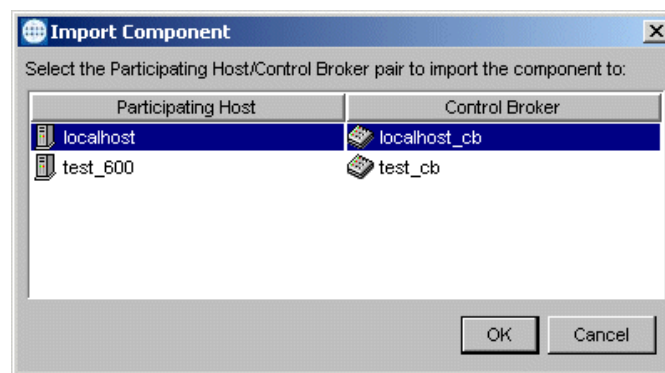 Import Component
Select the Participating Host/Control Broker pair to import the component to:
Participating Host Control Broker
localhost localhost_cb
test_600 test_cb
OK Cancel